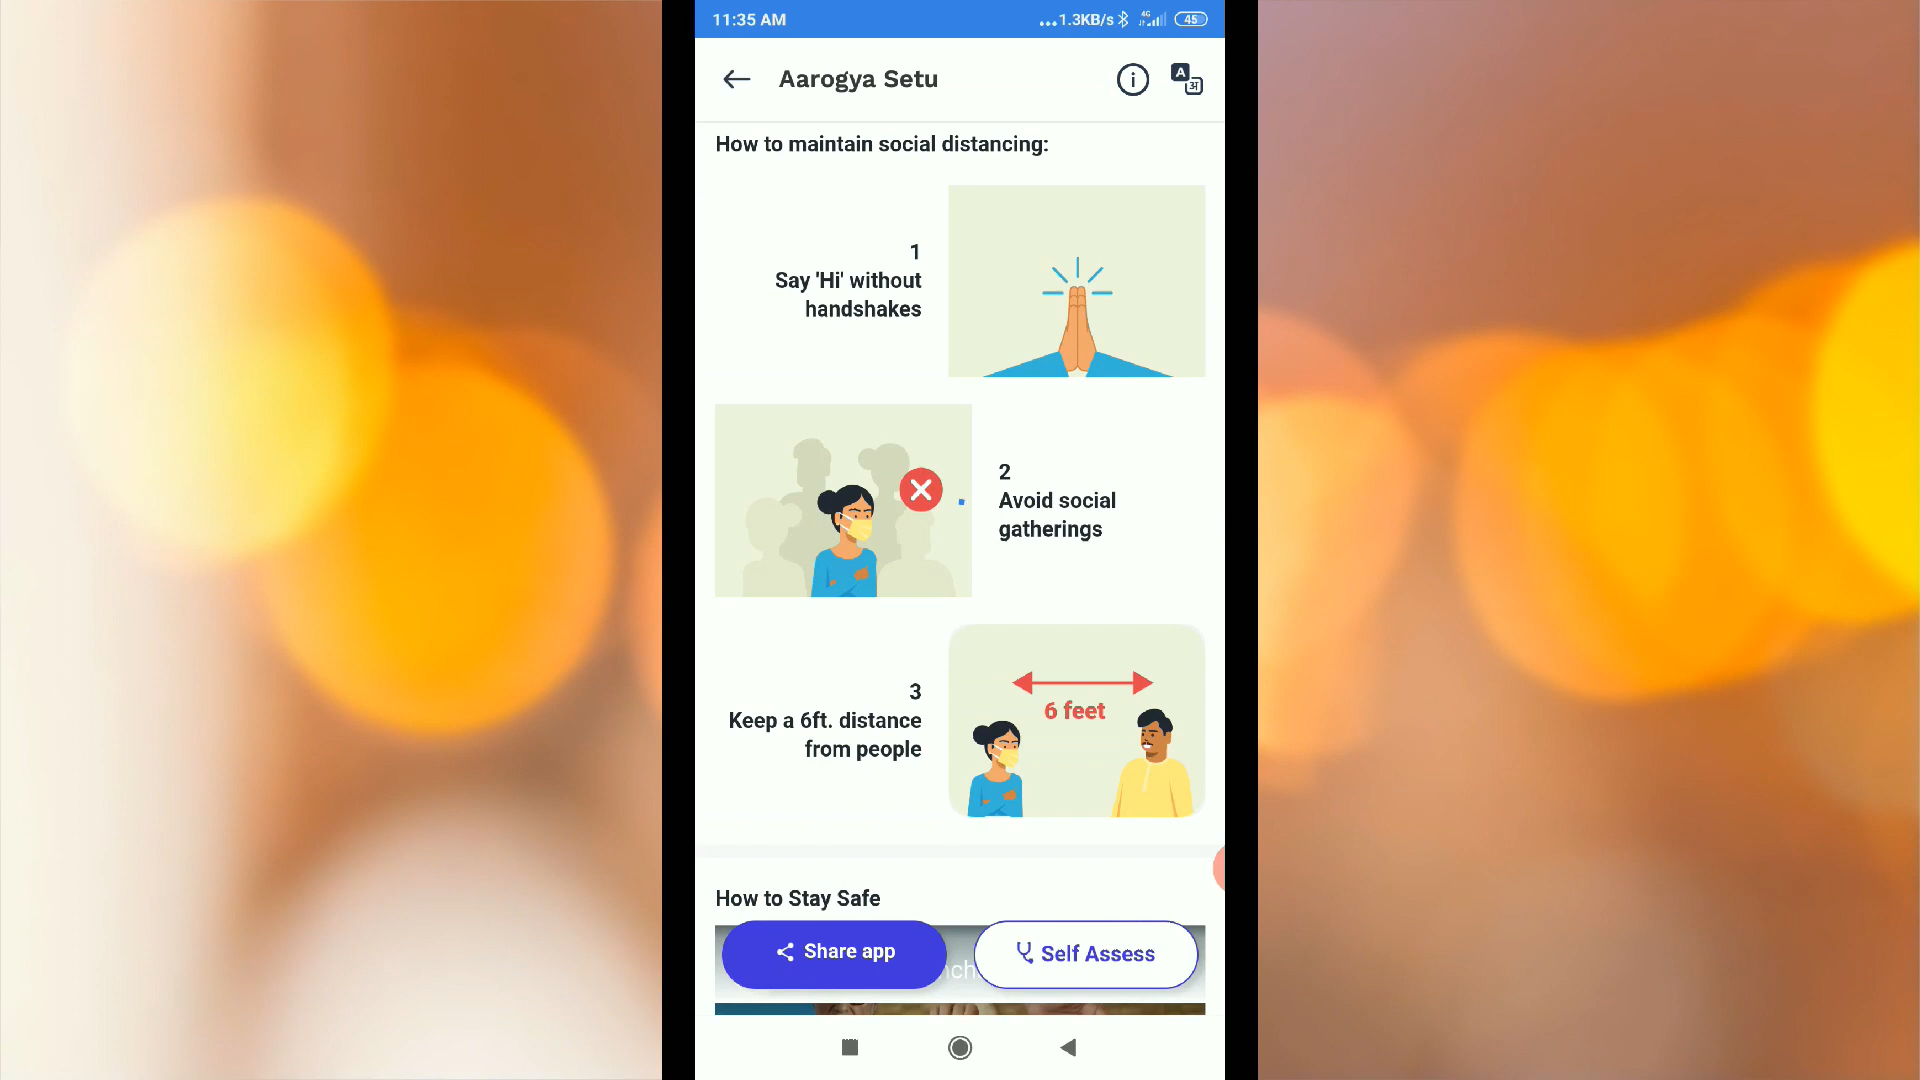 11:35 AM
...1.3KB/s 4G 45
Aarogya Setu
A
अ
How to maintain social distancing:
1
Say 'Hi' without
handshakes
2
Avoid social
gatherings
6 feet
3
Keep a 6ft. distance
from people
How to Stay Safe
Share app
Self Assess